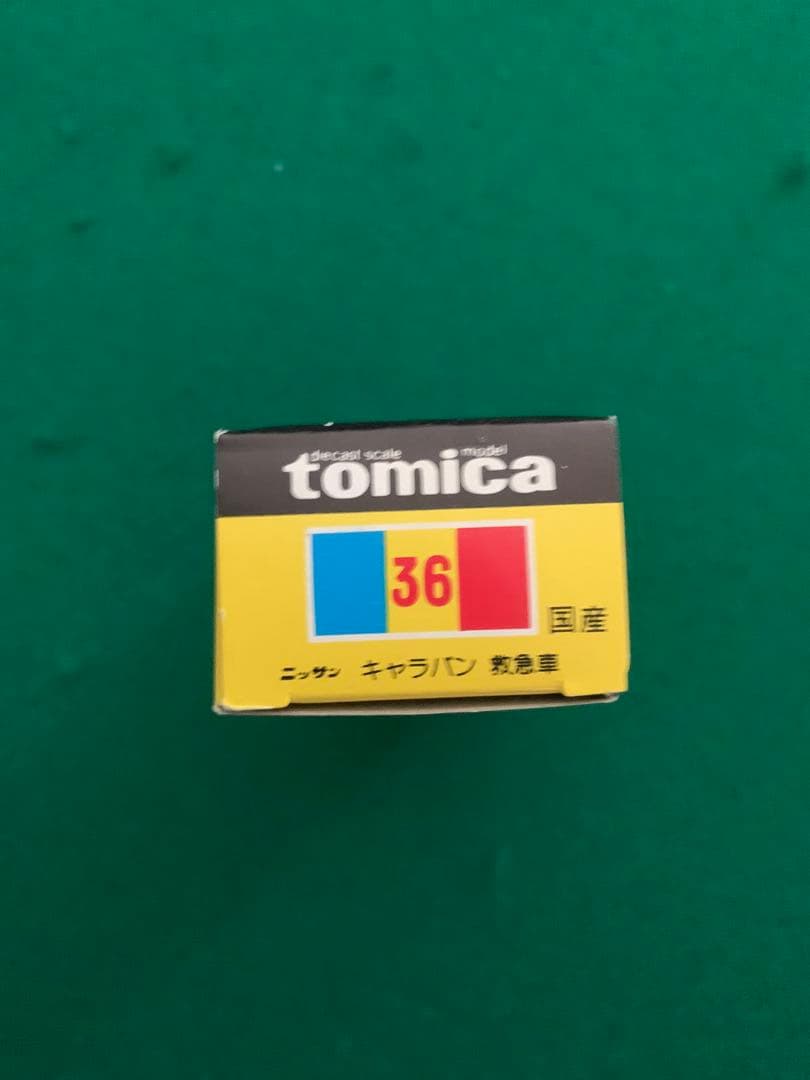 diecast scale model
tomica
36
国産
ニッサン キャラバン 救急車